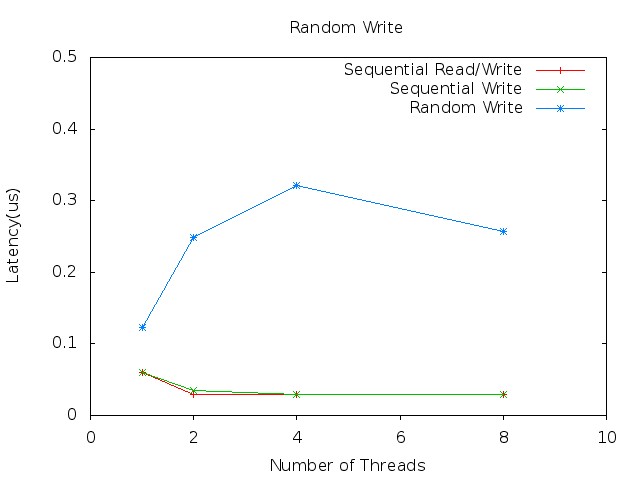 Random Write
0.5
0.4
0.3
0.2
0.1
0
Latency(us)
Sequential Read/Write
Sequential Write
Random Write
0 2 4 6 8 10
Number of Threads